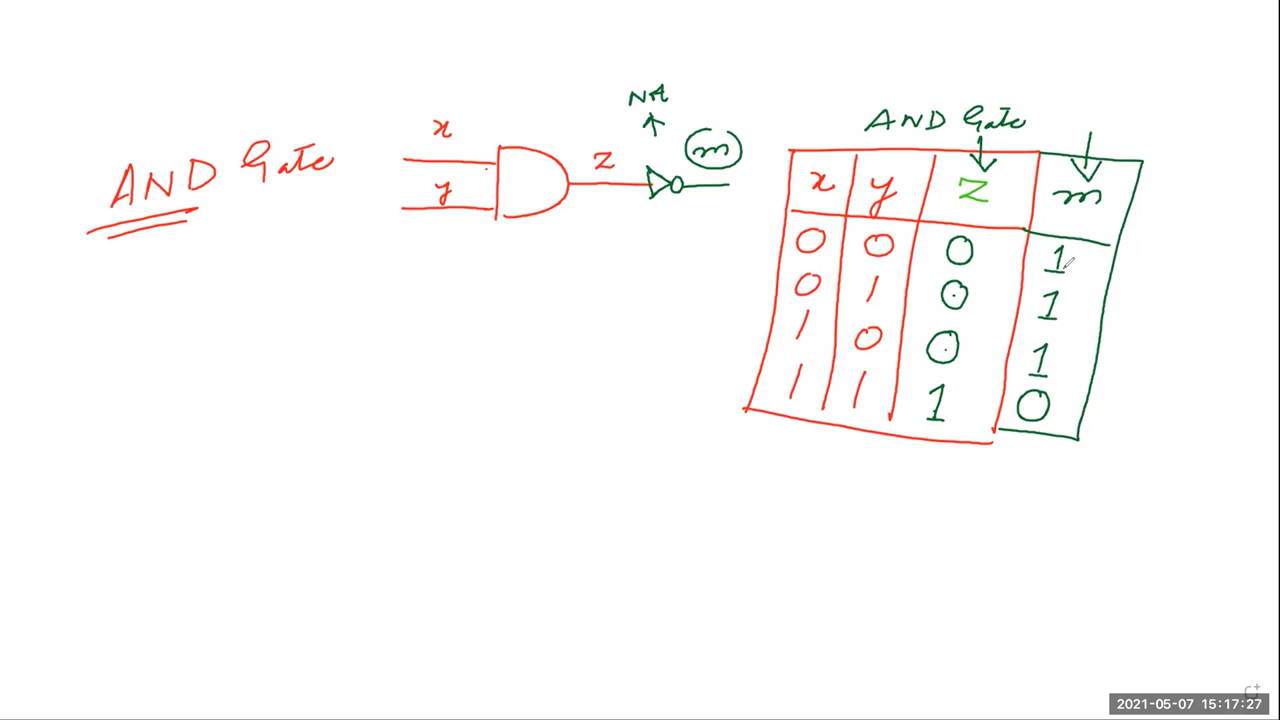 AND Gate
x
y
z
m
AND Gate
x y z m
0 0 0 1
0 1 0 1
1 0 0 1
1 1 1 0
2021-05-07 15:17:27